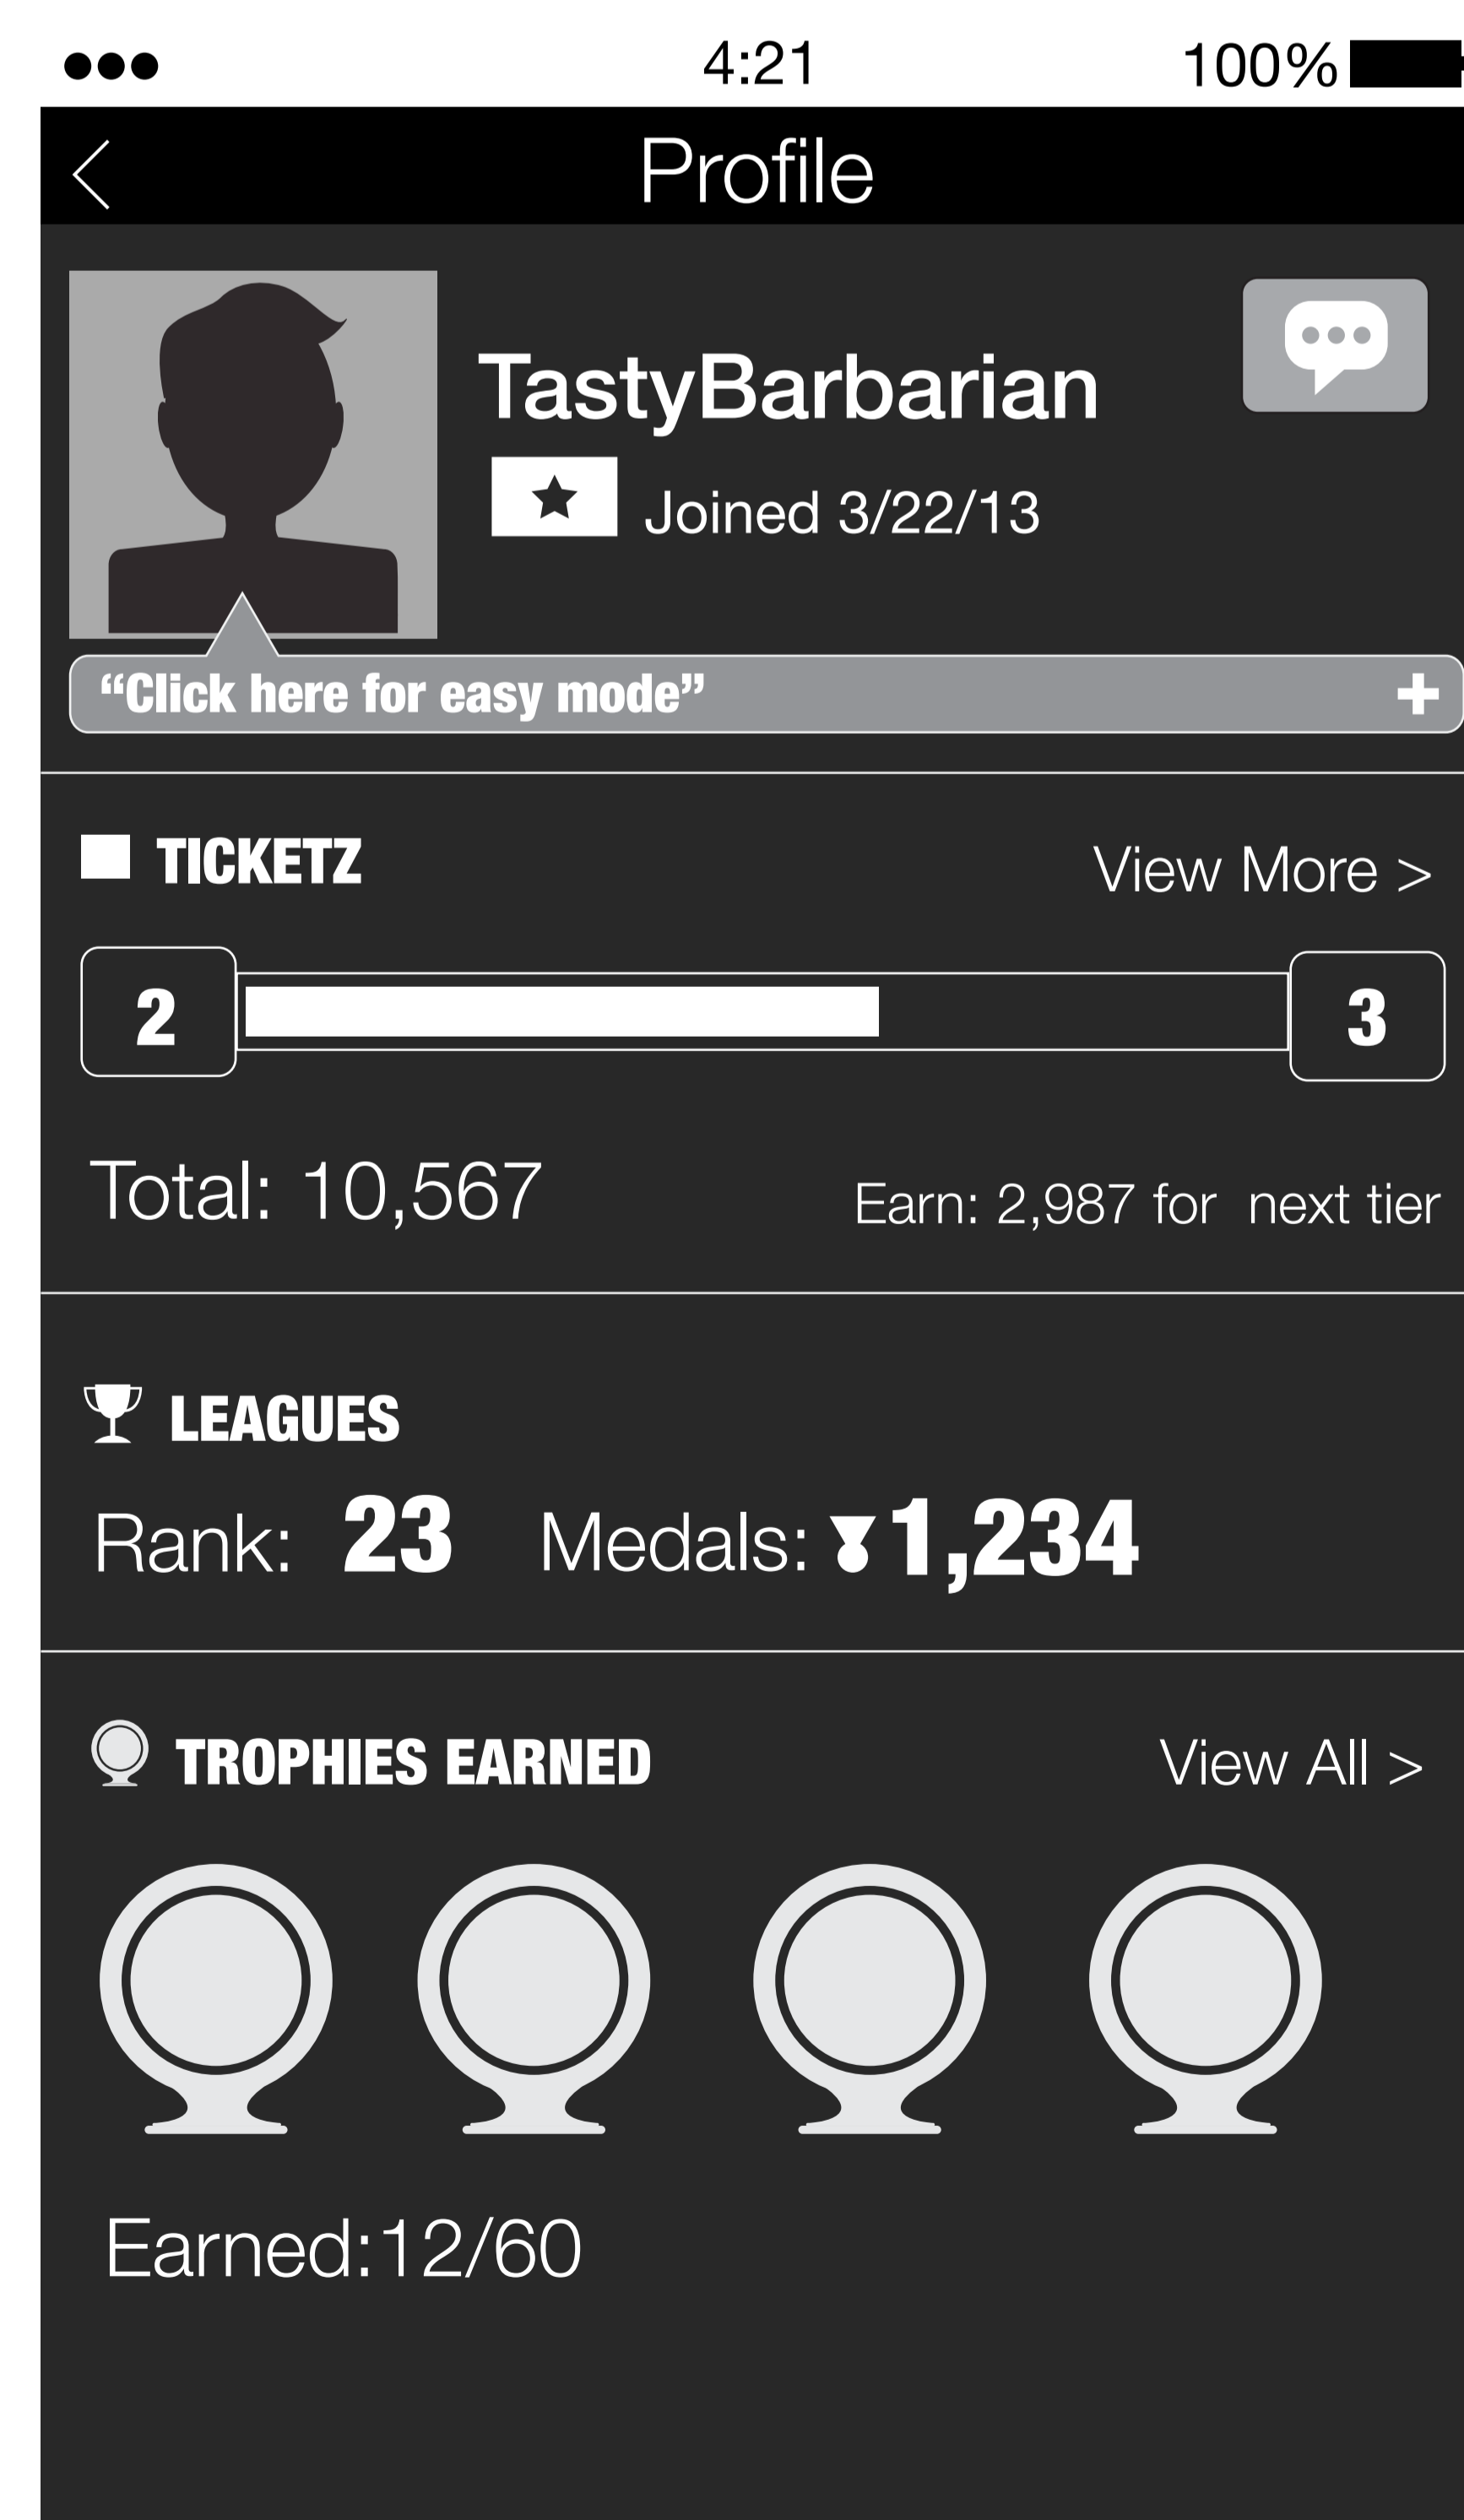 4:21
100%
Profile
TastyBarbarian
Joined 3/22/13
“Click here for easy mode”
TICKETZ
View More >
2
3
Total: 10,567
Earn: 2,987 for next tier
LEAGUES
Rank: 23 Medals: 1,234
TROPHIES EARNED
View All >
Earned:12/60